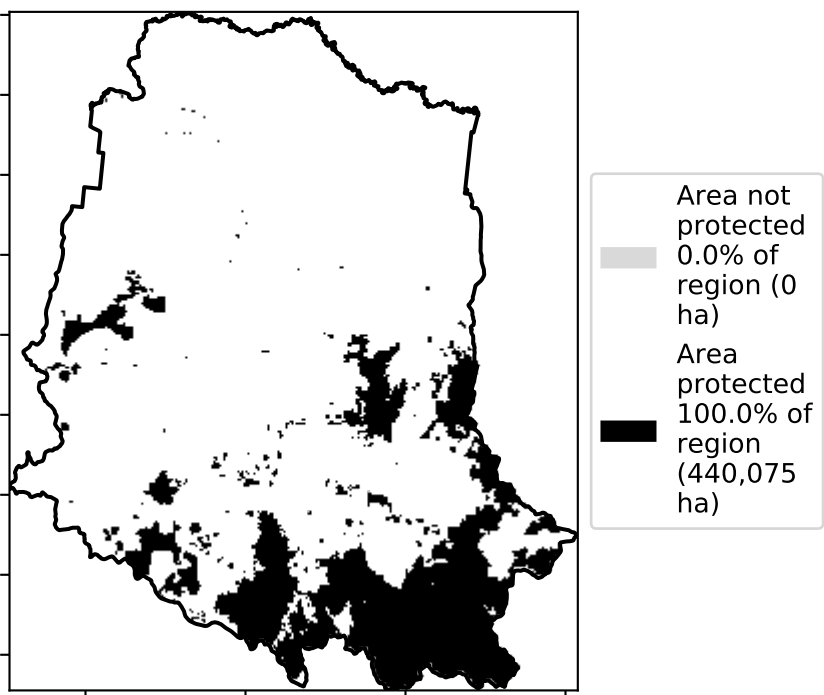 Area not
protected
0.0% of
region (0
ha)
Area
protected
100.0% of
region
(440,075
ha)